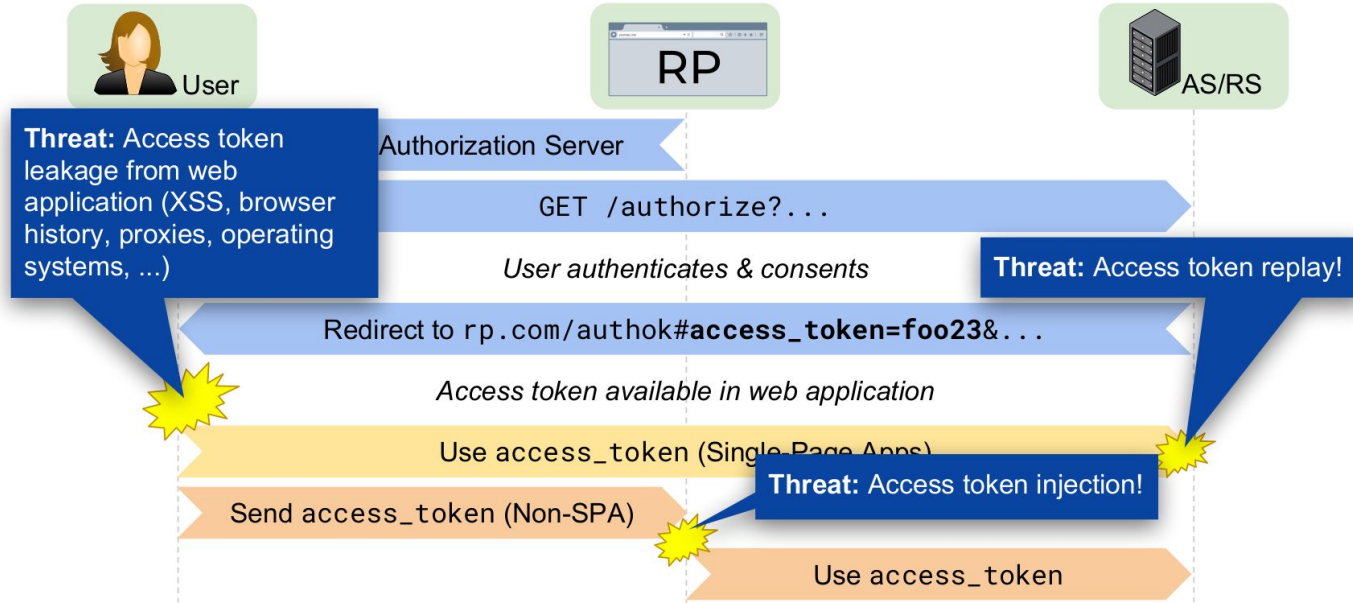 User
RP
AS/RS
Threat: Access token
leakage from web
application (XSS, browser
history, proxies, operating
systems, ...)
Authorization Server
GET /authorize?...
User authenticates & consents
Threat: Access token replay!
Redirect to rp.com/authok#access_token=foo23&...
Access token available in web application
Use access_token (Single-Page Apps)
Threat: Access token injection!
Send access_token (Non-SPA)
Use access_token